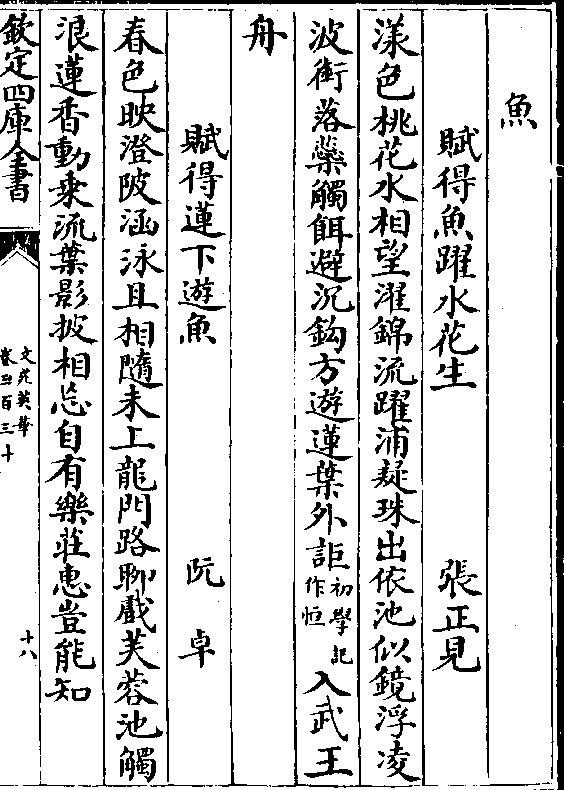 魚
賦得魚躍水花生 張正見
漾色桃花水相望濯錦流躍浦疑珠出依池似鏡浮凌
波銜落蘂觸餌避沉鈎方遊蓮葉外詎初學記作恒入武王
舟
賦得蓮下遊魚 阮卓
春色映澄陂涵泳且相隨未上龍門路聊戲芙蓉池觸
浪蓮香動乗流葉影披相忘自有樂莊惠豈能知
欽定四庫全書
文苑英華
卷三百三十
十八